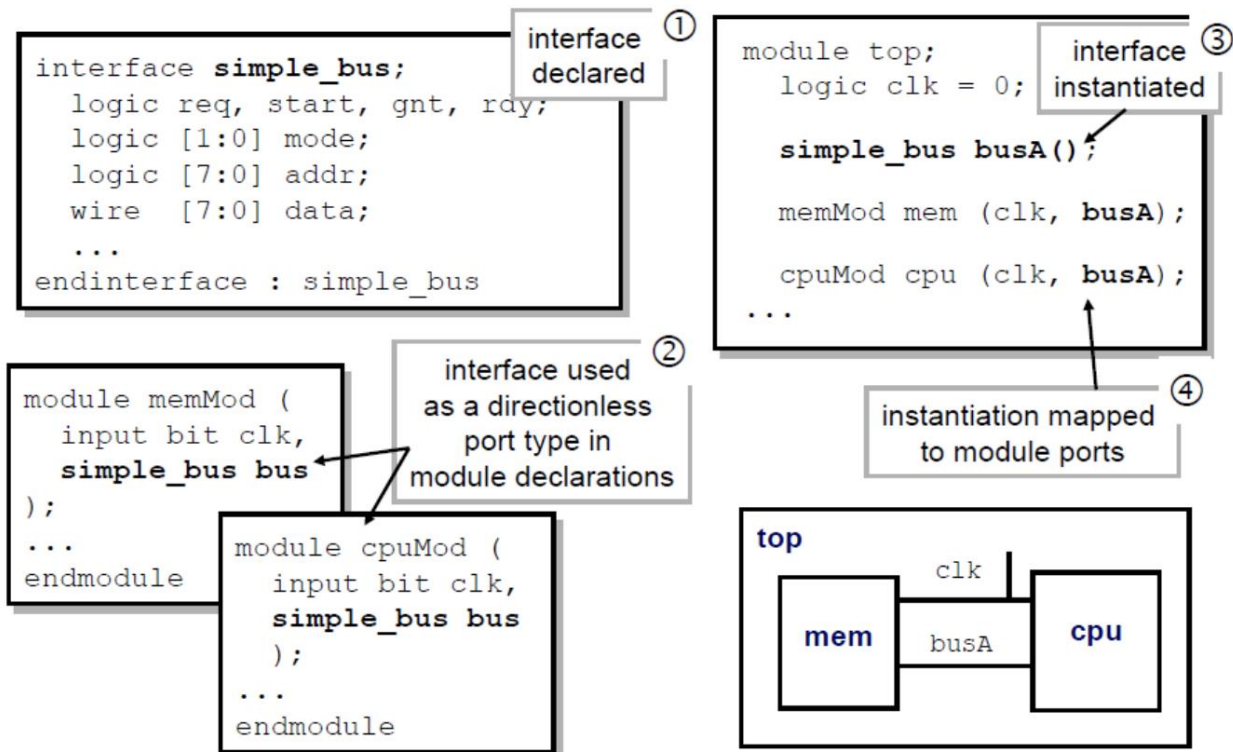 interface simple_bus;
  logic req, start, gnt, rdy;
  logic [1:0] mode;
  logic [7:0] addr;
  wire  [7:0] data;
  ...
endinterface : simple_bus
①
interface
declared
module memMod (
  input bit clk,
  simple_bus bus
);
...
endmodule
②
interface used
as a directionless
port type in
module declarations
module cpuMod (
  input bit clk,
  simple_bus bus
  );
...
endmodule
module top;
  logic clk = 0;
  simple_bus busA();
  memMod mem (clk, busA);
  cpuMod cpu (clk, busA);
...
③
interface
instantiated
④
instantiation mapped
to module ports
top
clk
mem
busA
cpu